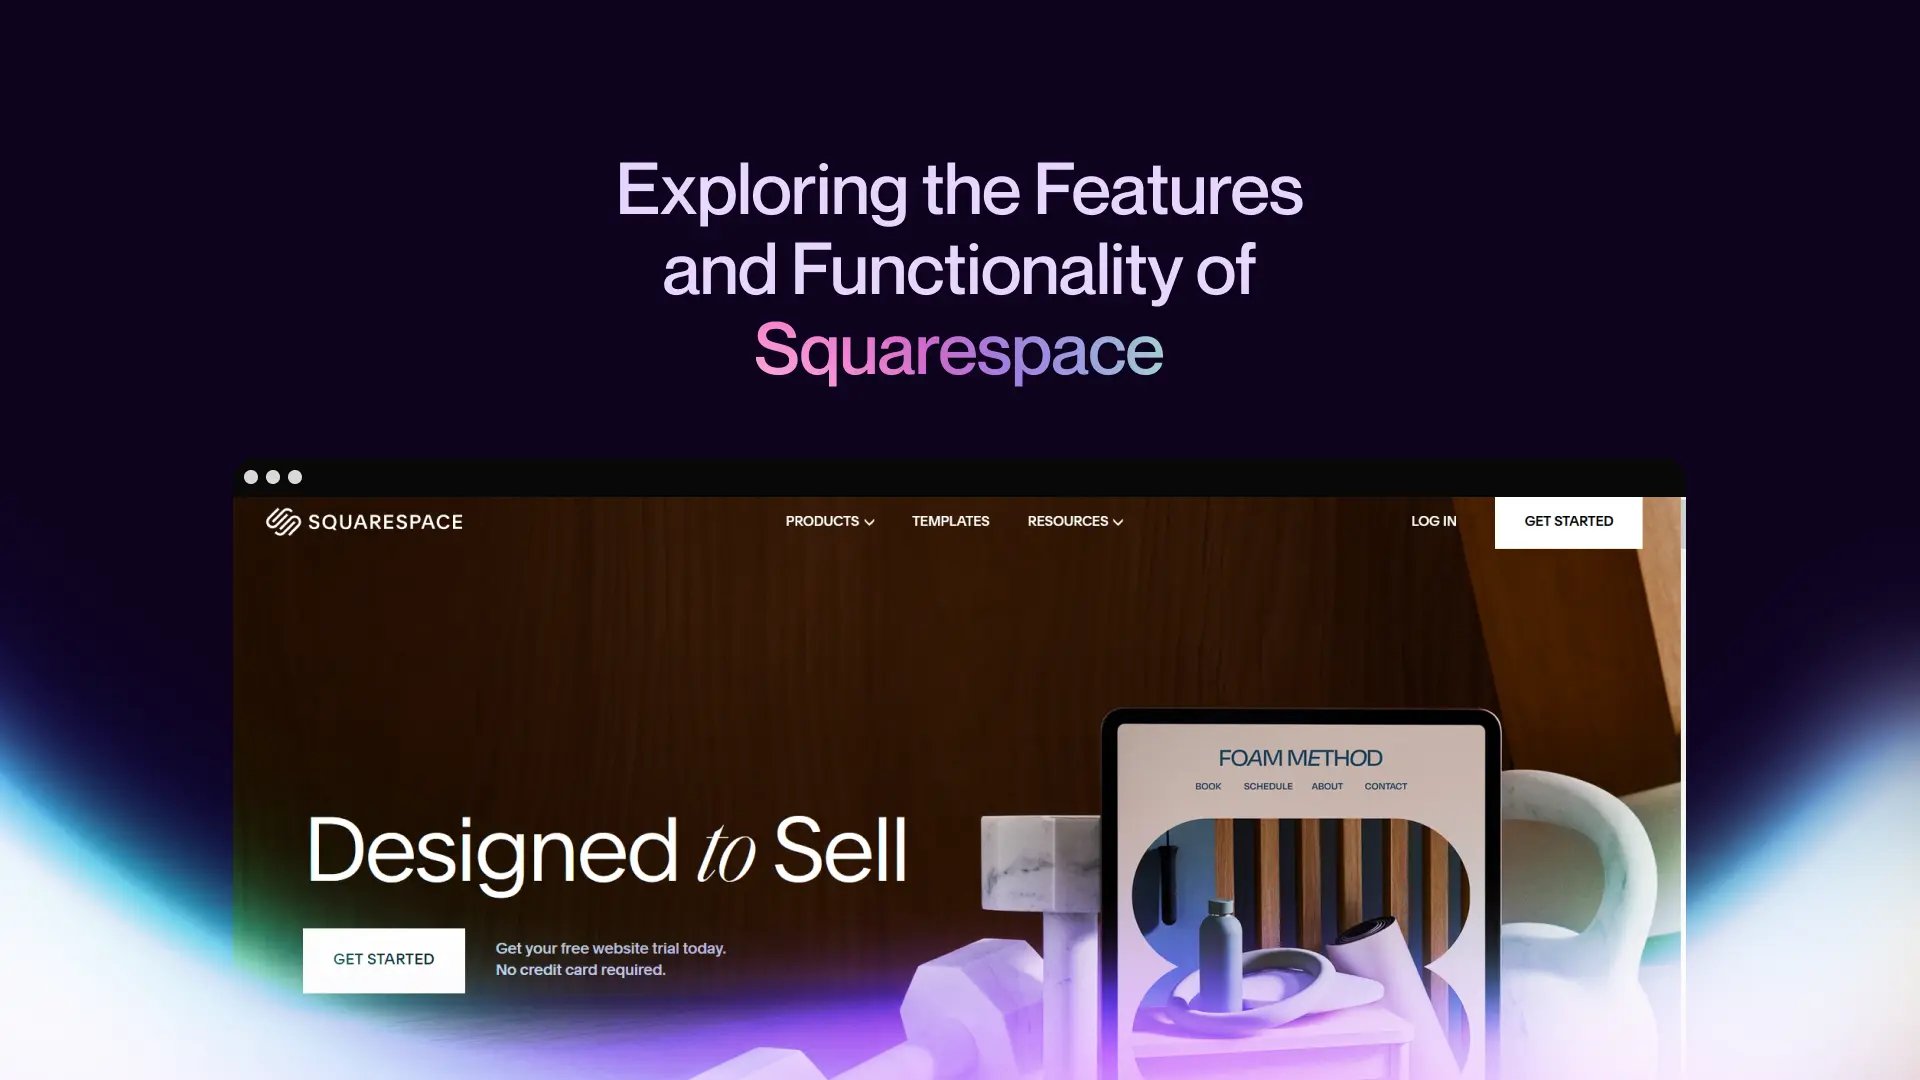 Exploring the Features
and Functionality of
Squarespace
SQUARESPACE
PRODUCTS
TEMPLATES
RESOURCES
LOG IN
GET STARTED
FOAM METHOD
BOOK
SCHEDULE
ABOUT
CONTACT
Designed to Sell
GET STARTED
Get your free website trial today.
No credit card required.